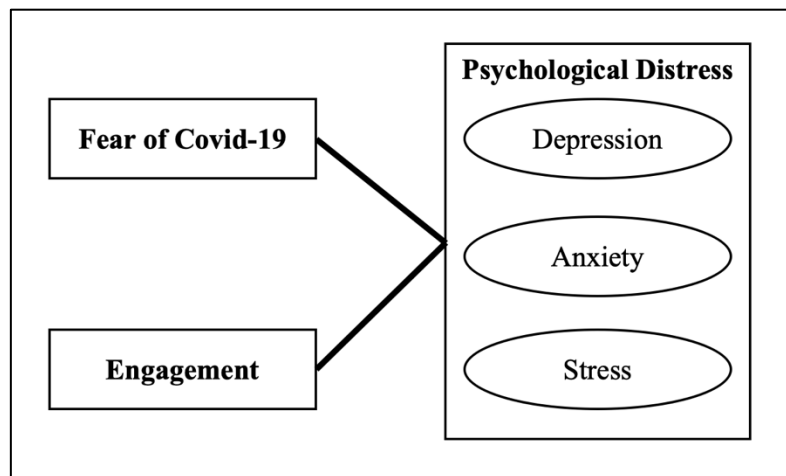 Fear of Covid-19
Engagement
Psychological Distress
Depression
Anxiety
Stress